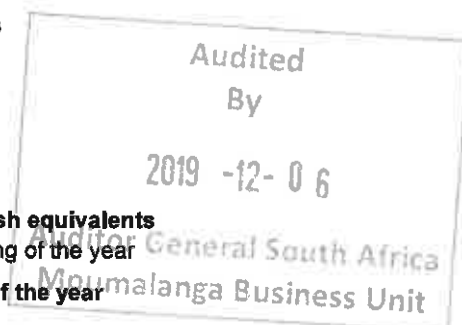 Audited
By
2019 -12- 06
sh equivalents
ng of the year
Auditor General South Africa
f the year
Mpumalanga Business Unit